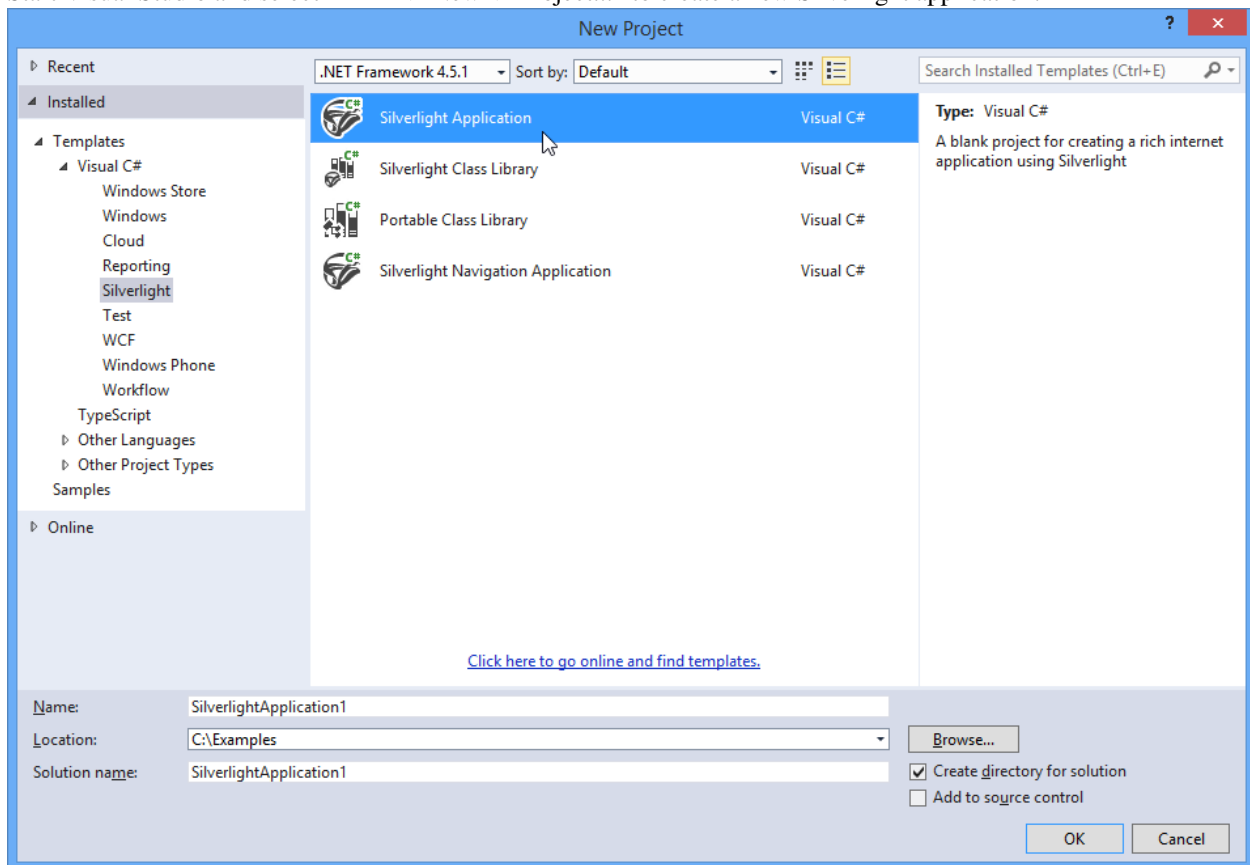 New Project
?
Recent
.NET Framework 4.5.1
Sort by: Default
Search Installed Templates (Ctrl+E)
Installed
Templates
Visual C#
Windows Store
Windows
Cloud
Reporting
Silverlight
Test
WCF
Windows Phone
Workflow
TypeScript
Other Languages
Other Project Types
Samples
Online
C# Silverlight Application Visual C#
C# Silverlight Class Library Visual C#
C# Portable Class Library Visual C#
C# Silverlight Navigation Application Visual C#
Click here to go online and find templates.
Type: Visual C#
A blank project for creating a rich internet
application using Silverlight
Name: SilverlightApplication1
Location: C:\Examples
Browse...
Solution name: SilverlightApplication1
Create directory for solution
Add to source control
OK
Cancel